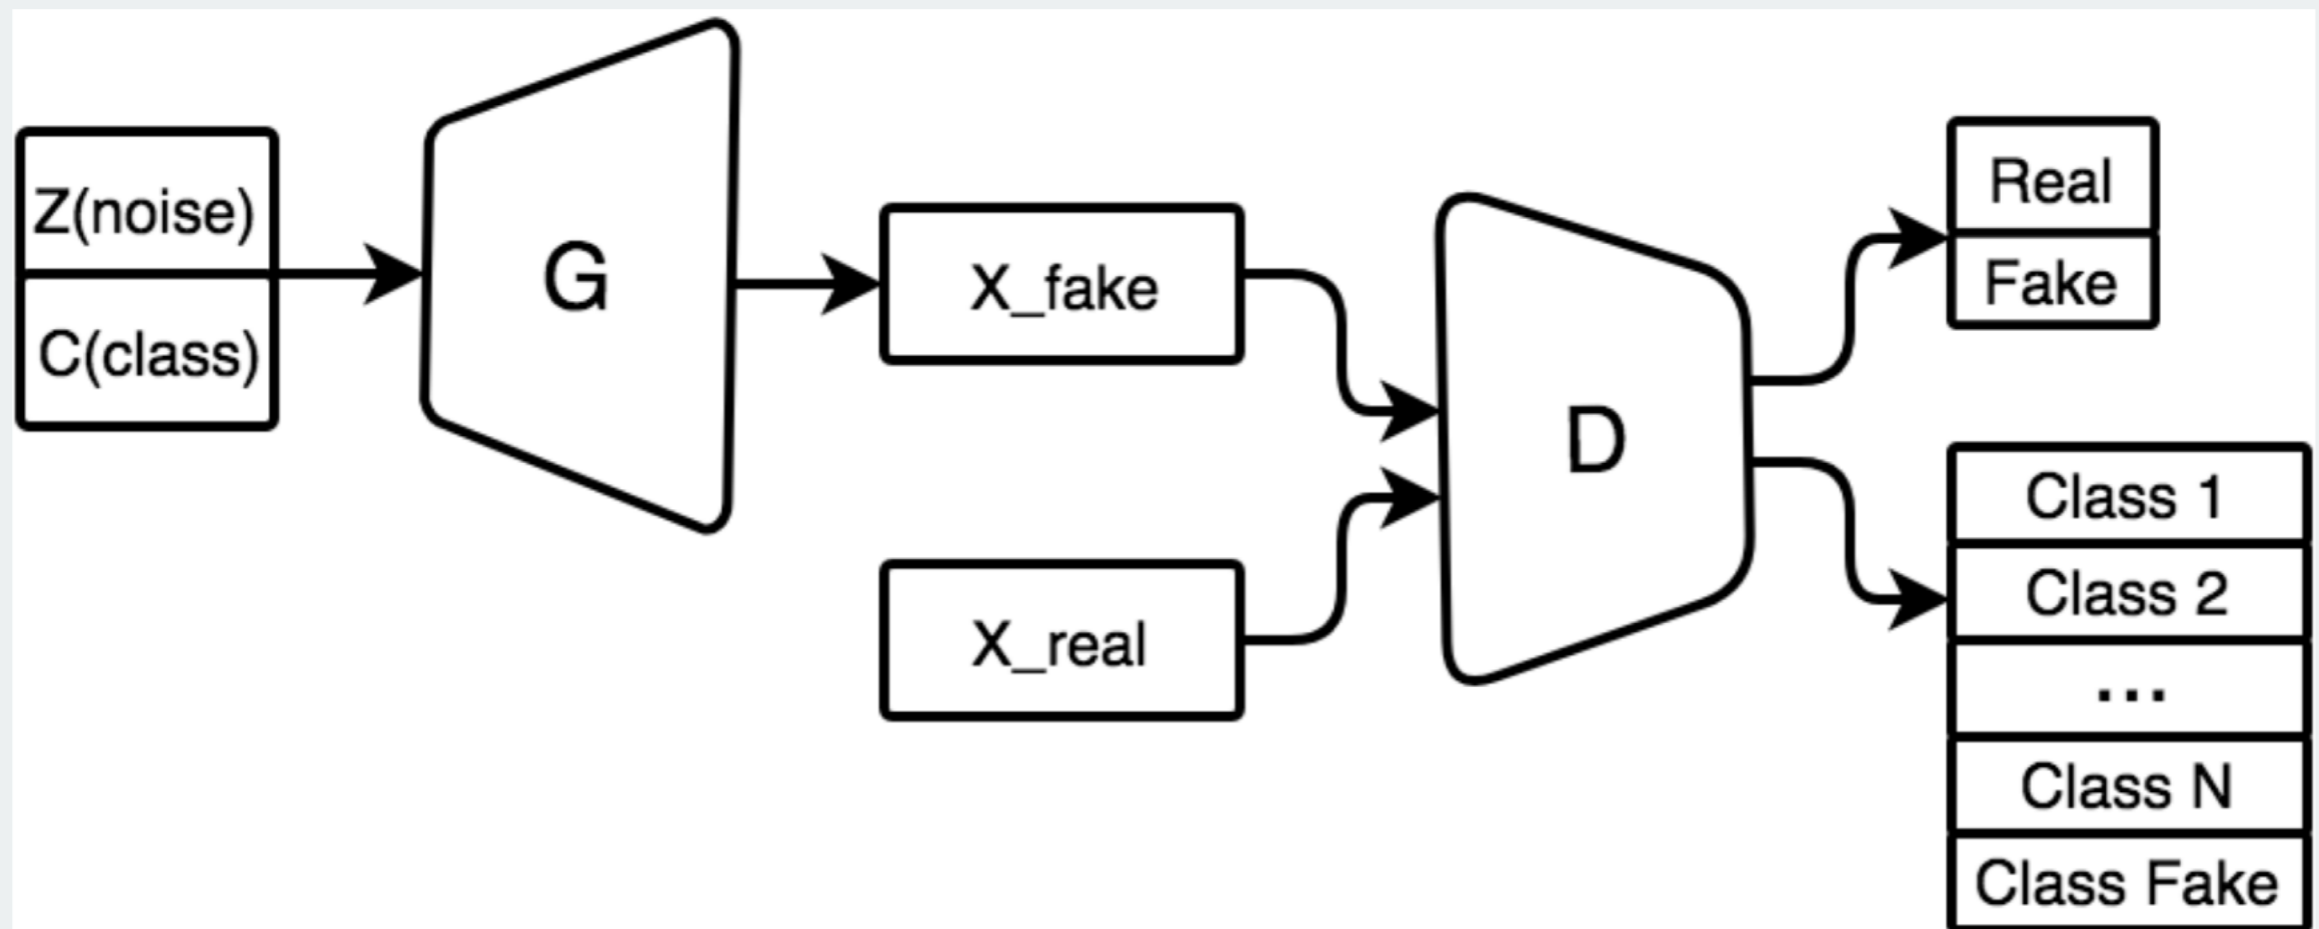 Z(noise)
C(class)
G
X_fake
X_real
D
Real
Fake
Class 1
Class 2
...
Class N
Class Fake